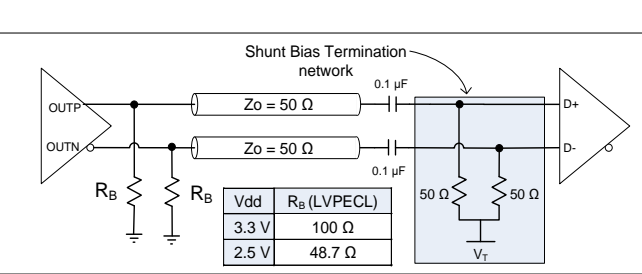 Shunt Bias Termination
network
0.1 µF
OUTP
Zo = 50 Ω
D+
OUTN
Zo = 50 Ω
D-
0.1 µF
RB
RB
50 Ω
50 Ω
Vdd RB (LVPECL)
3.3 V 100 Ω
2.5 V 48.7 Ω
VT